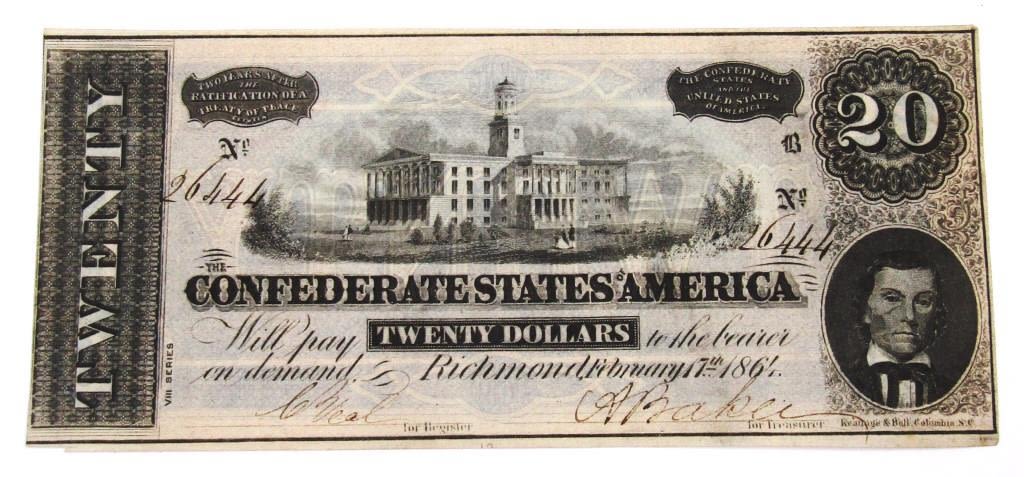 TWENTY
TWO YEARS AFTER
THE
RATIFICATION OF A
TREATY OF PEACE
THE CONFEDERATE
STATES
AND THE
UNITED STATES
OF AMERICA.
20
No. B
26444
No.
26444
THE
CONFEDERATE STATES OF AMERICA
Will pay TWENTY DOLLARS to the bearer
on demand. Richmond, February 17th 1864.
VIII SERIES
for Register
A Baker
for Treasurer
Keatinge & Ball, Columbia S.C.